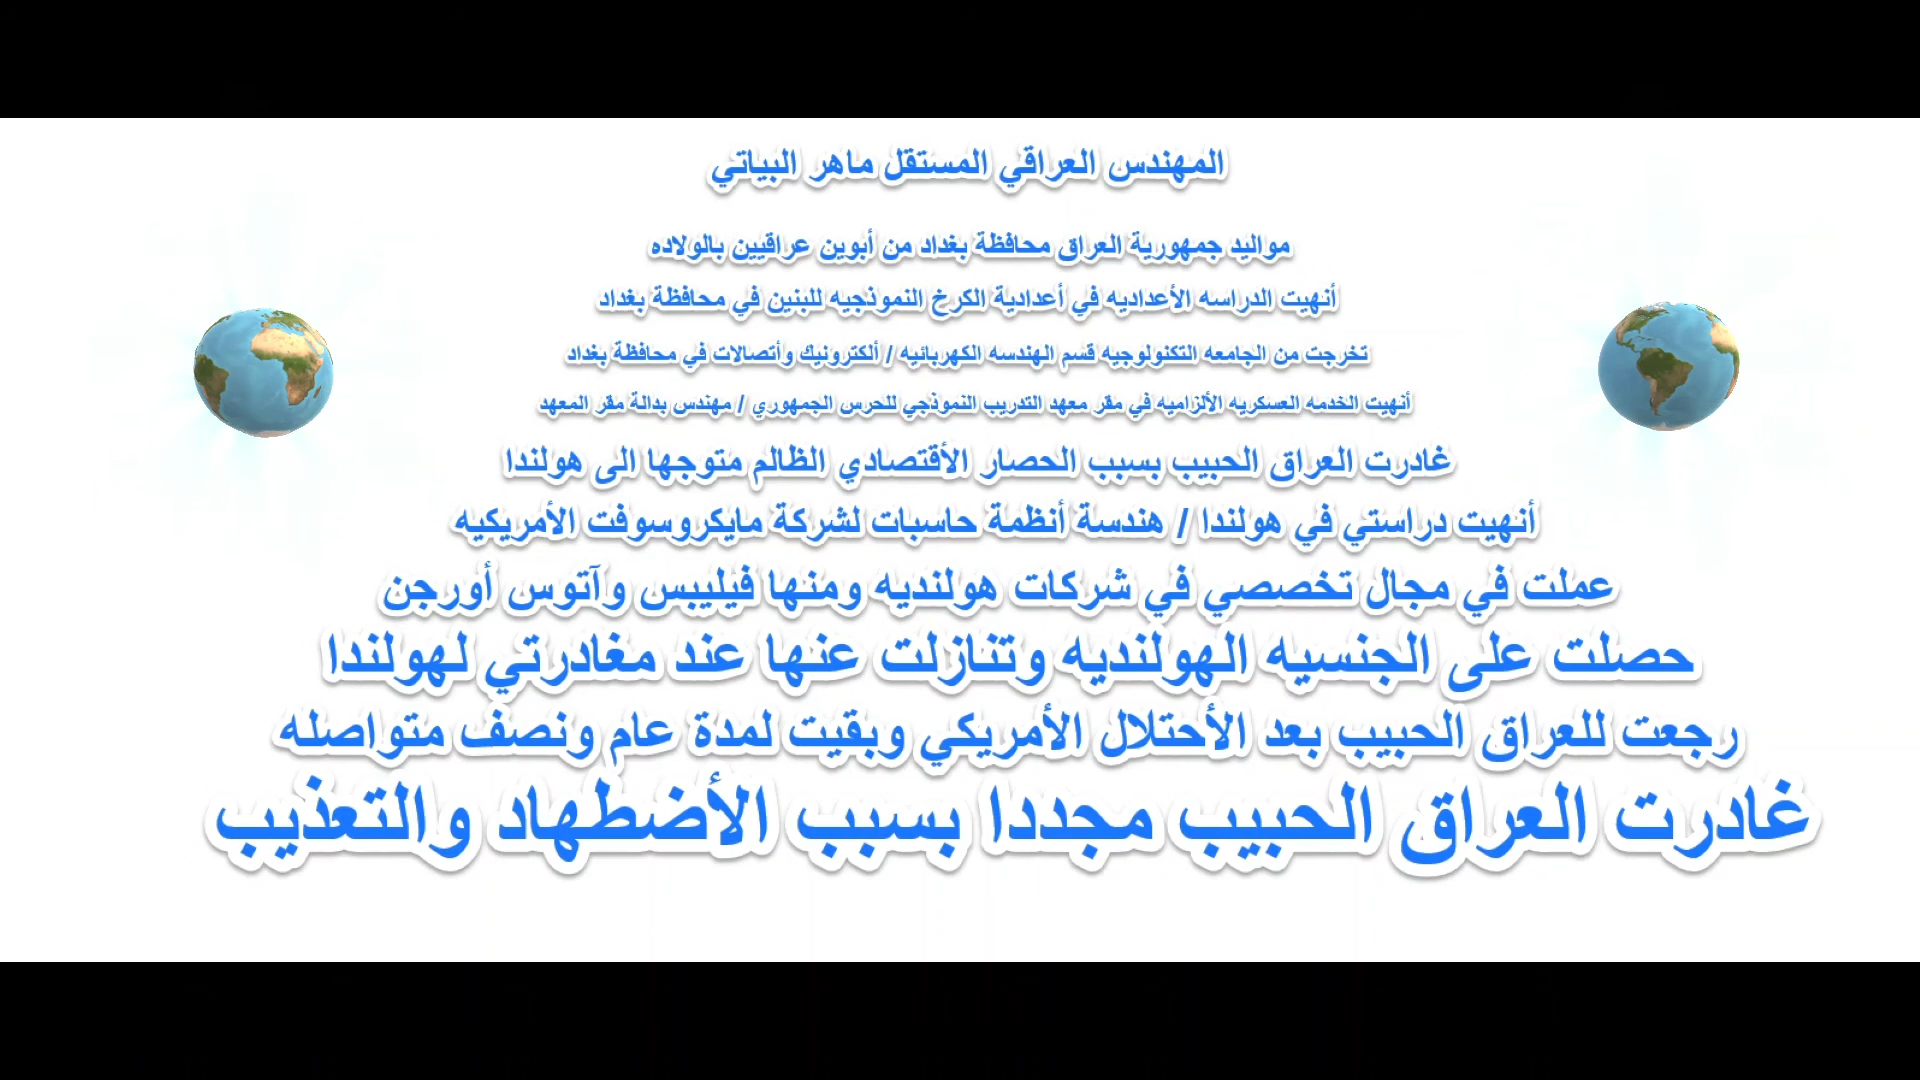 المهندس العراقي المستقل ماهر البياتي
مواليد جمهورية العراق محافظة بغداد من أبوين عراقيين بالولاده
أنهيت الدراسه الأعداديه في أعدادية الكرخ النموذجيه للبنين في محافظة بغداد
تخرجت من الجامعه التكنولوجيه قسم الهندسه الكهربائيه / ألكترونيك وأتصالات في محافظة بغداد
أنهيت الخدمه العسكريه الألزاميه في مقر معهد التدريب النموذجي للحرس الجمهوري / مهندس بدالة مقر المعهد
غادرت العراق الحبيب بسبب الحصار الأقتصادي الظالم متوجها الى هولندا
أنهيت دراستي في هولندا / هندسة أنظمة حاسبات لشركة مايكروسوفت الأمريكيه
عملت في مجال تخصصي في شركات هولنديه ومنها فيليبس وآتوس أورجن
حصلت على الجنسيه الهولنديه وتنازلت عنها عند مغادرتي لهولندا
رجعت للعراق الحبيب بعد الأحتلال الأمريكي وبقيت لمدة عام ونصف متواصله
غادرت العراق الحبيب مجددا بسبب الأضطهاد والتعذيب